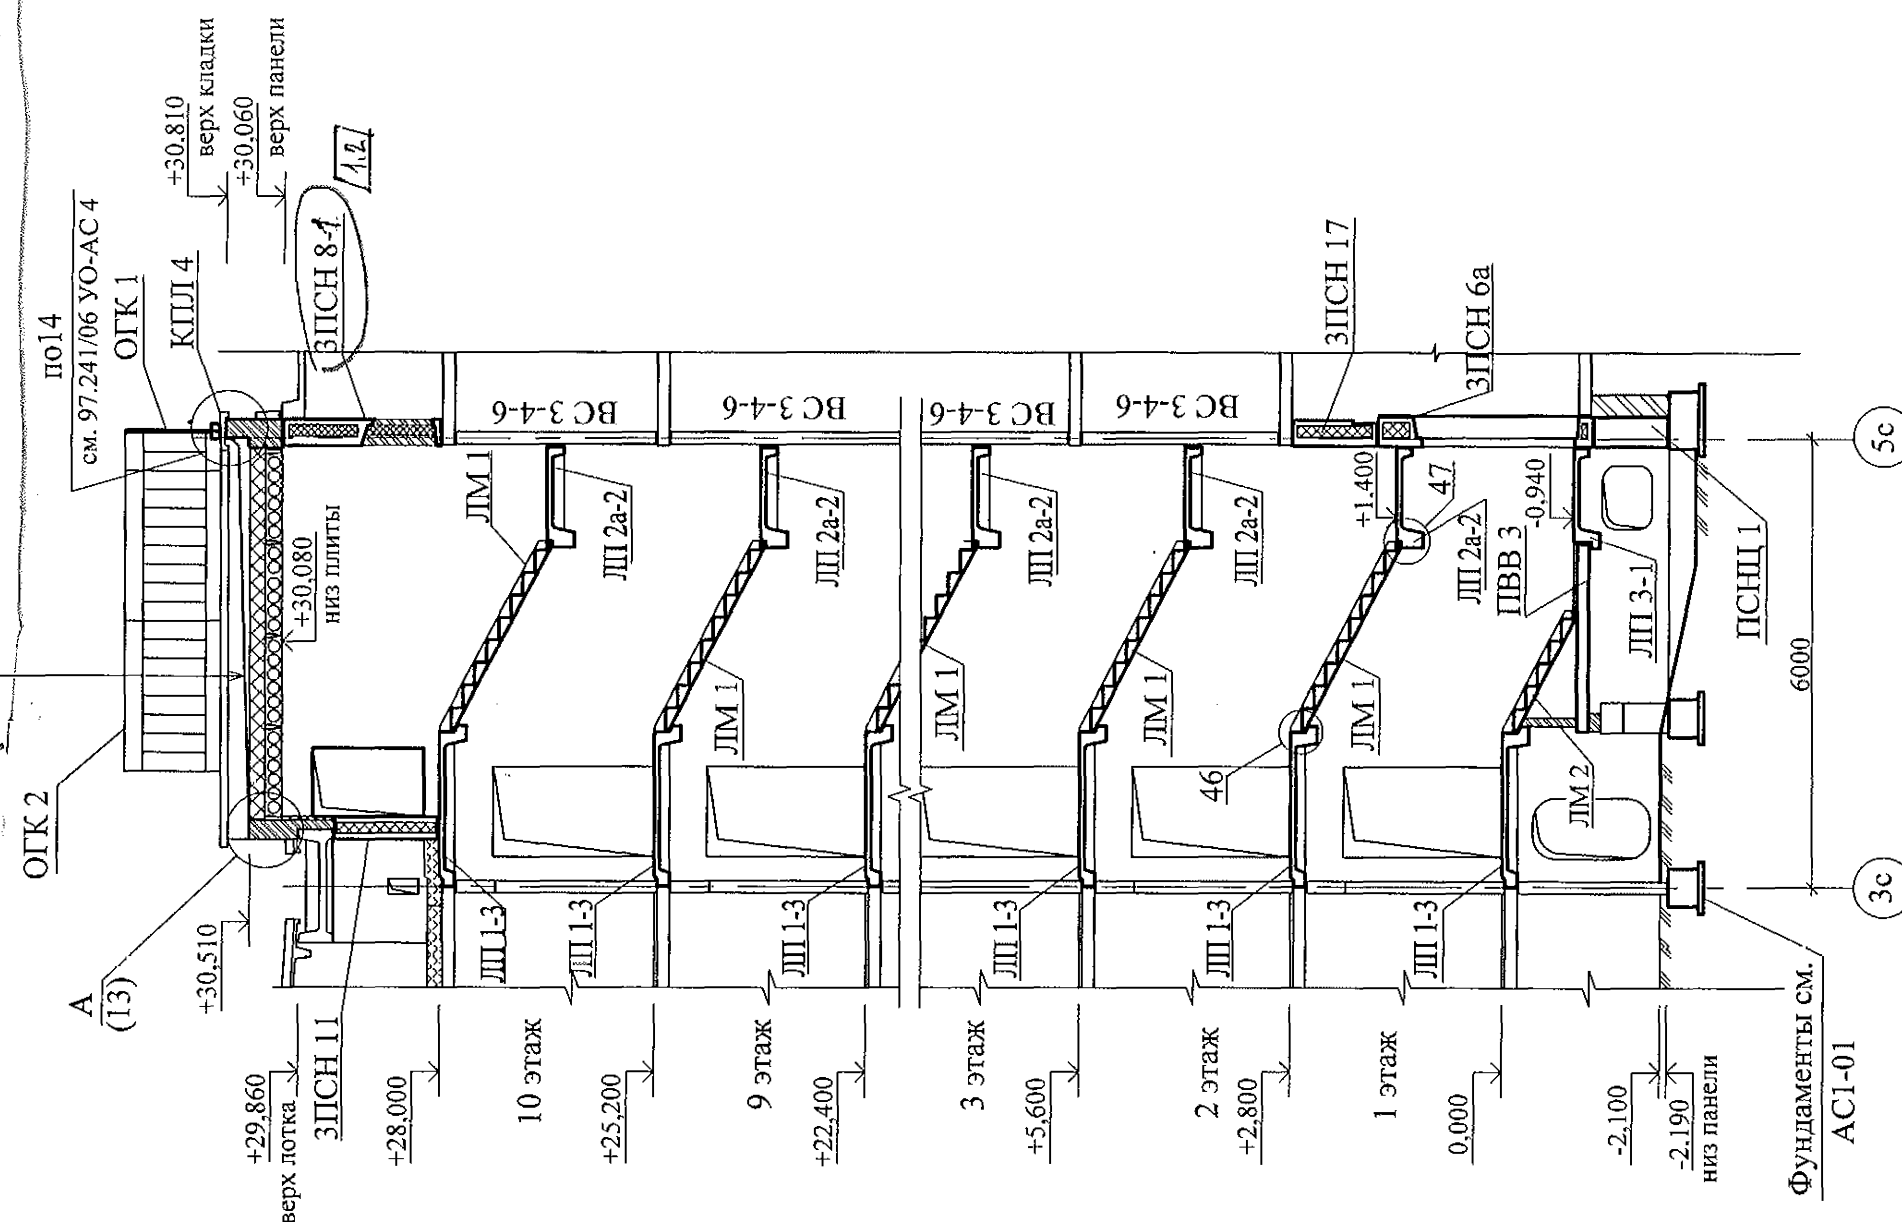 по14
см. 97.241/06 УО-АС 4
ОГК 1
КПЛ 4
+30.810
верх кладки
+30.060
верх панели
3ПСН 8-1
1.2
ОГК 2
А
(13)
+30.510
+30.080
низ плиты
+29,860
верх лотка
3ПСН 11
+28,000
10 этаж
+25,200
9 этаж
+22,400
3 этаж
+5,600
2 этаж
+2,800
1 этаж
0,000
-2,100
-2.190
низ панели
ЛП 1-3
ЛП 1-3
ЛП 1-3
ЛП 1-3
ЛП 1-3
ЛП 1-3
ЛМ 1
ЛМ 1
ЛМ 1
ЛМ 1
ЛМ 1
ЛМ 2
46
ЛП 2а-2
ЛП 2а-2
ЛП 2а-2
ЛП 2а-2
ЛП 2а-2
47
+1.400
ПВВ 3
-0,940
ЛП 3-1
ВС 3-4-6
ВС 3-4-6
ВС 3-4-6
ВС 3-4-6
3ПСН 17
3ПСН 6а
ПСНЦ 1
6000
5с
3с
Фундаменты см.
АС1-01